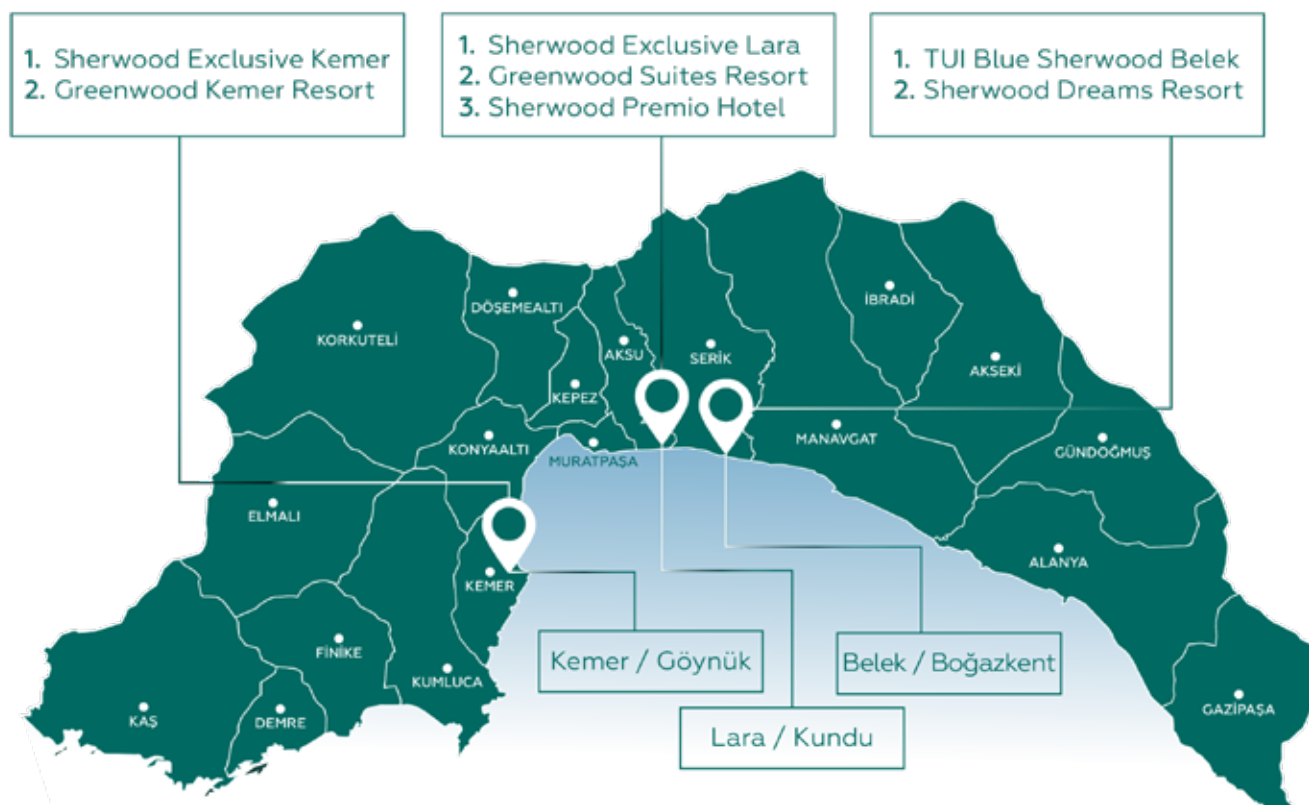 1. Sherwood Exclusive Kemer
2. Greenwood Kemer Resort
1. Sherwood Exclusive Lara
2. Greenwood Suites Resort
3. Sherwood Premio Hotel
1. TUI Blue Sherwood Belek
2. Sherwood Dreams Resort
KORKUTELİ
DÖŞEMEALTI
KEPEZ
AKSU
SERİK
İBRADİ
AKSEKİ
MANAVGAT
GÜNDOĞMUŞ
KONYAALTI
MURATPAŞA
ELMALI
KEMER
ALANYA
FİNİKE
KUMLUCA
KAŞ
DEMRE
GAZİPAŞA
Kemer / Göynük
Belek / Boğazkent
Lara / Kundu